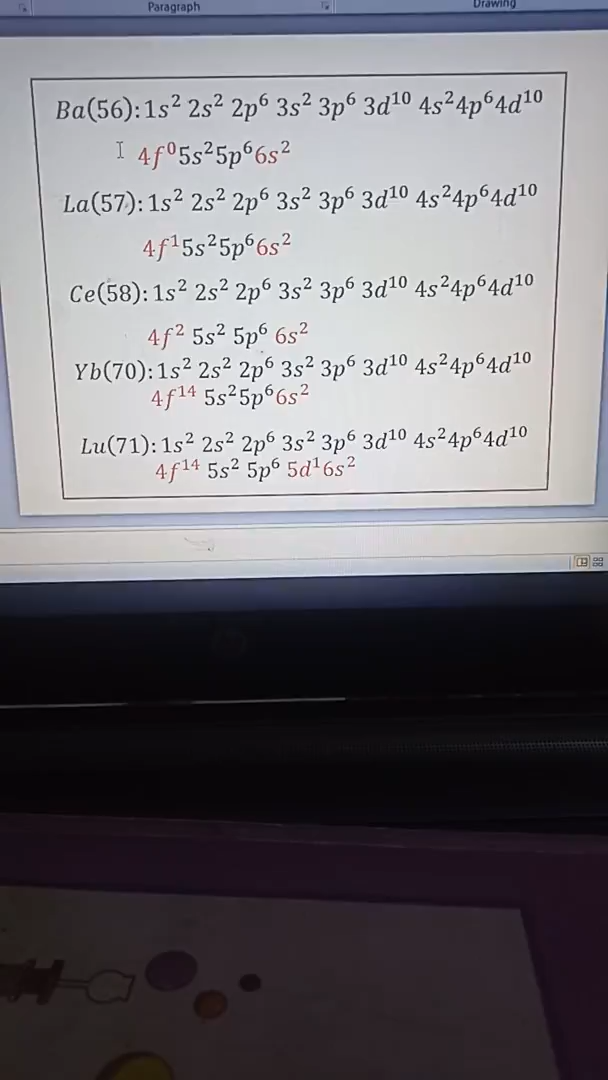 Paragraph
Drawing
Ba(56): 1s² 2s² 2p⁶ 3s² 3p⁶ 3d¹⁰ 4s²4p⁶4d¹⁰
4f⁰5s²5p⁶6s²
La(57): 1s² 2s² 2p⁶ 3s² 3p⁶ 3d¹⁰ 4s²4p⁶4d¹⁰
4f¹5s²5p⁶6s²
Ce(58): 1s² 2s² 2p⁶ 3s² 3p⁶ 3d¹⁰ 4s²4p⁶4d¹⁰
4f² 5s² 5p⁶ 6s²
Yb(70): 1s² 2s² 2p⁶ 3s² 3p⁶ 3d¹⁰ 4s²4p⁶4d¹⁰
4f¹⁴ 5s²5p⁶6s²
Lu(71): 1s² 2s² 2p⁶ 3s² 3p⁶ 3d¹⁰ 4s²4p⁶4d¹⁰
4f¹⁴ 5s² 5p⁶ 5d¹6s²